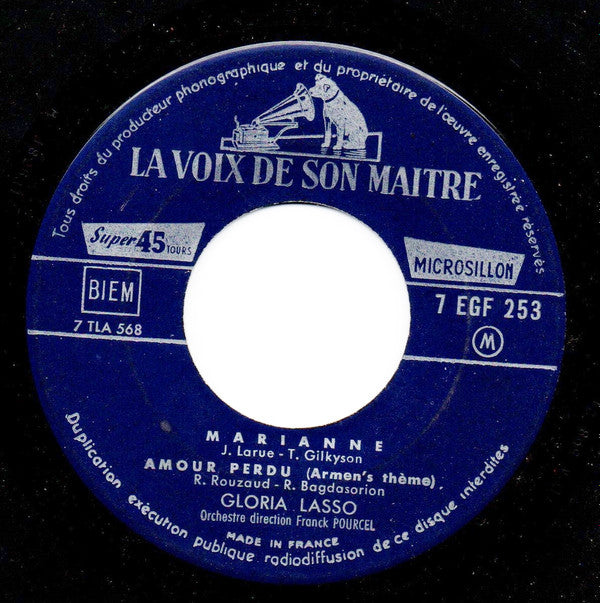 Tous droits du producteur phonographique et du propriétaire de l'œuvre enregistrée réservés
LA VOIX DE SON MAITRE
Super 45 TOURS
MICROSILLON
BIEM
7 EGF 253
7 TLA 568
M
MARIANNE
J. Larue - T. Gilkyson
AMOUR PERDU (Armen's thème)
R. Rouzaud - R. Bagdasorion
GLORIA LASSO
Orchestre direction Franck POURCEL
MADE IN FRANCE
Duplication exécution publique radiodiffusion de ce disque interdites